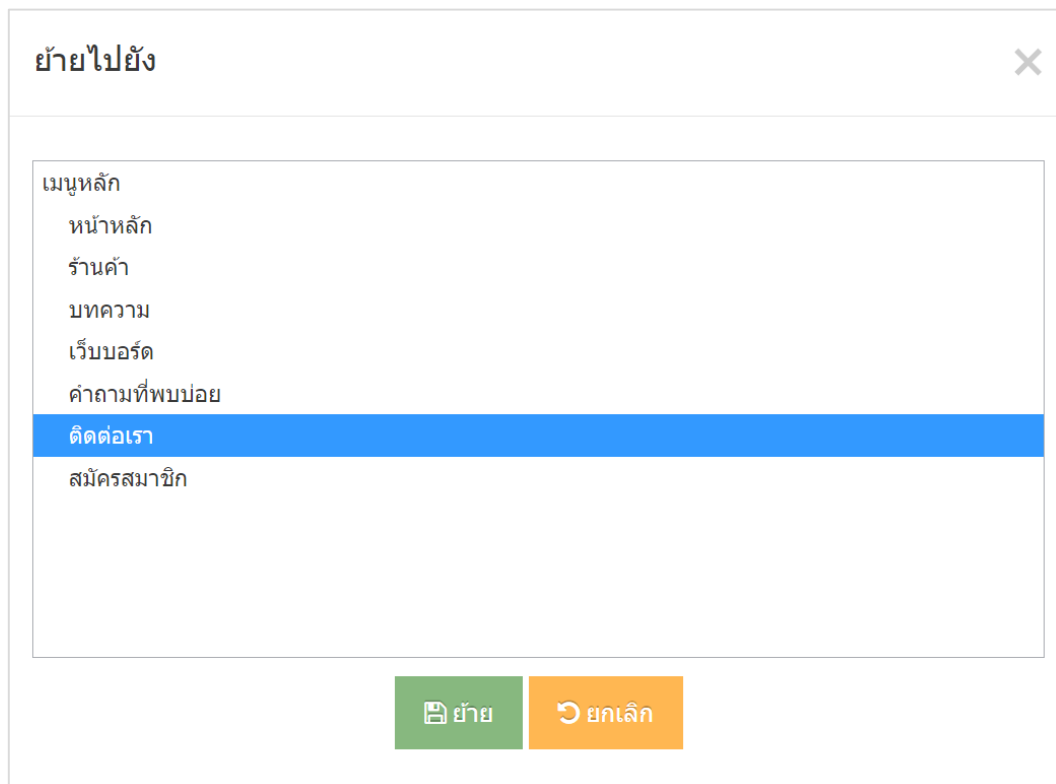 ย้ายไปยัง
เมนูหลัก
หน้าหลัก
ร้านค้า
บทความ
เว็บบอร์ด
คำถามที่พบบ่อย
ติดต่อเรา
สมัครสมาชิก
ย้าย ยกเลิก